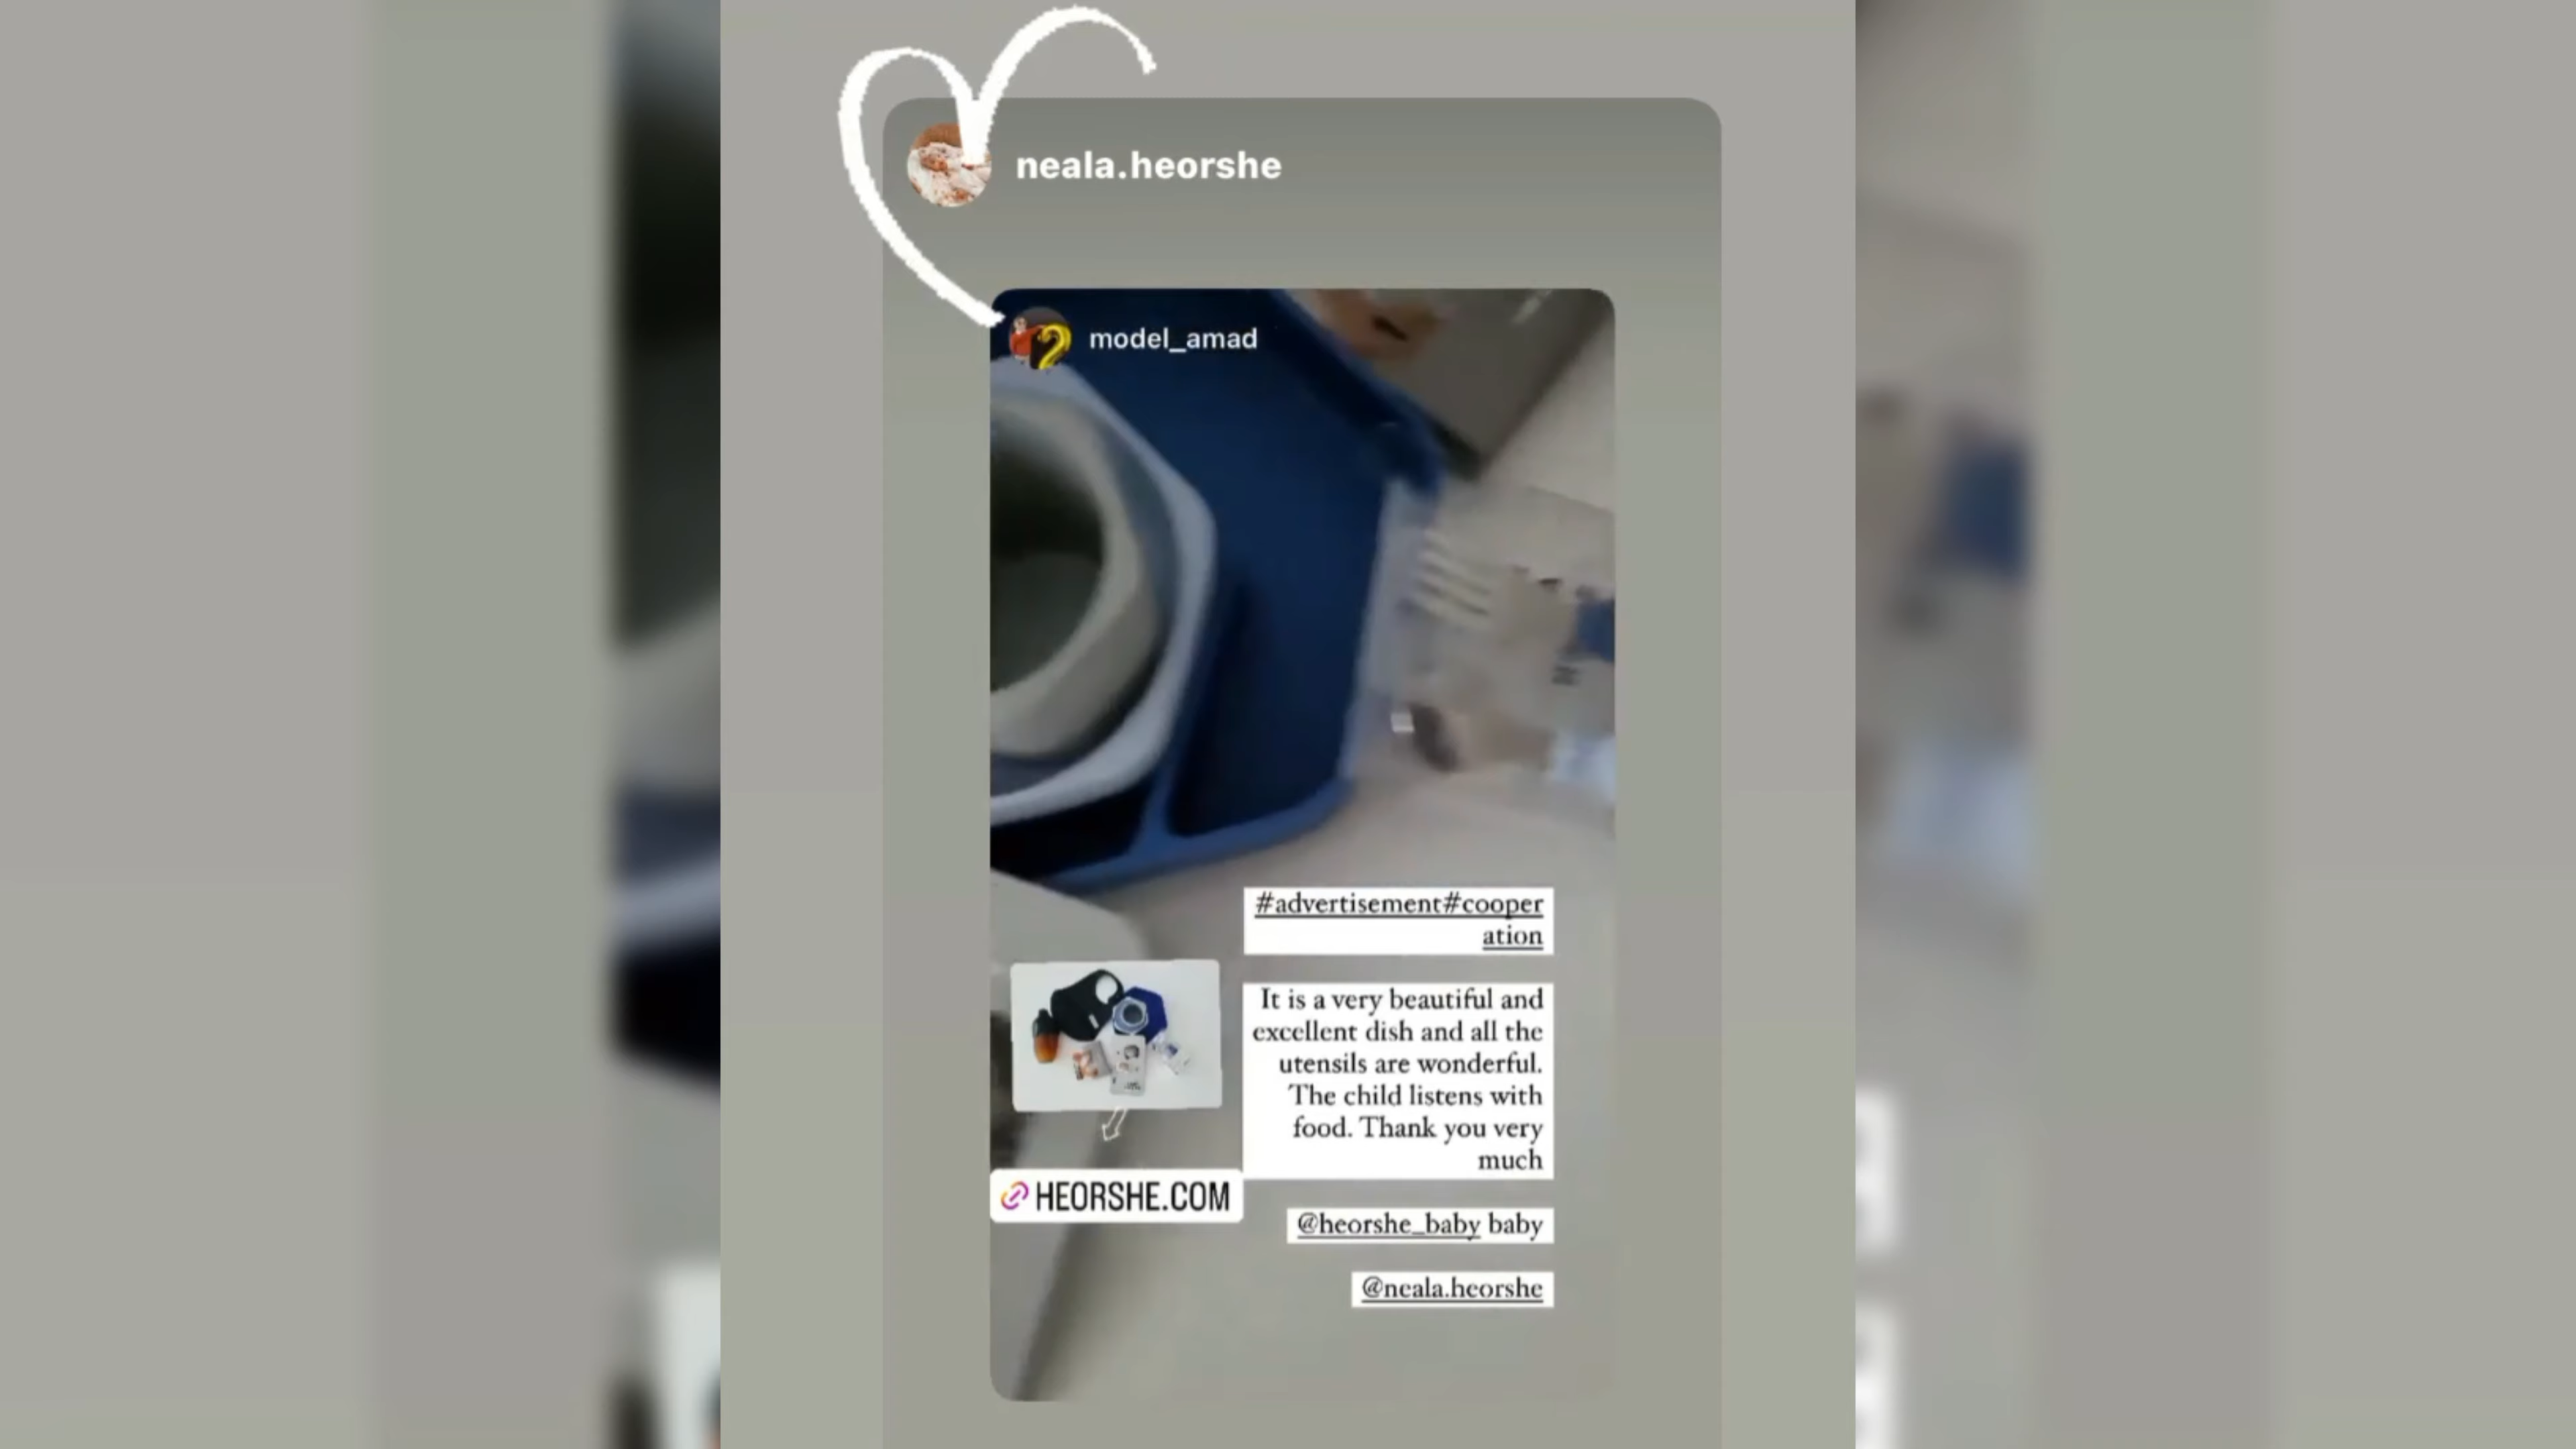 neala.heorshe
model_amad
#advertisement#cooper
ation
It is a very beautiful and
excellent dish and all the
utensils are wonderful.
The child listens with
food. Thank you very
much
HEORSHE.COM
@heorshe_baby baby
@neala.heorshe